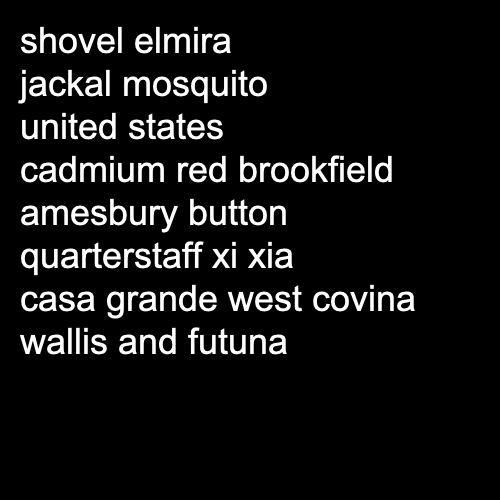 shovel elmira
jackal mosquito
united states
cadmium red brookfield
amesbury button
quarterstaff xi xia
casa grande west covina
wallis and futuna